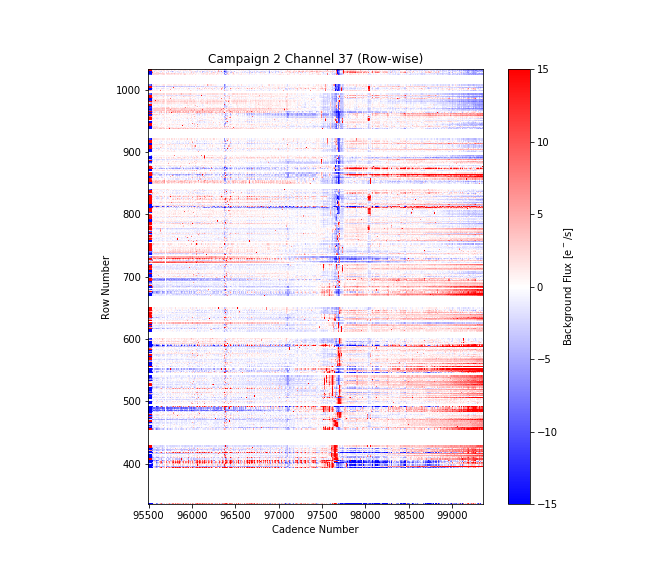 Campaign 2 Channel 37 (Row-wise)
1000
900
800
700
600
500
400
Row Number
95500 96000 96500 97000 97500 98000 98500 99000
Cadence Number
15
10
5
0
−5
−10
−15
Background Flux [e⁻/s]